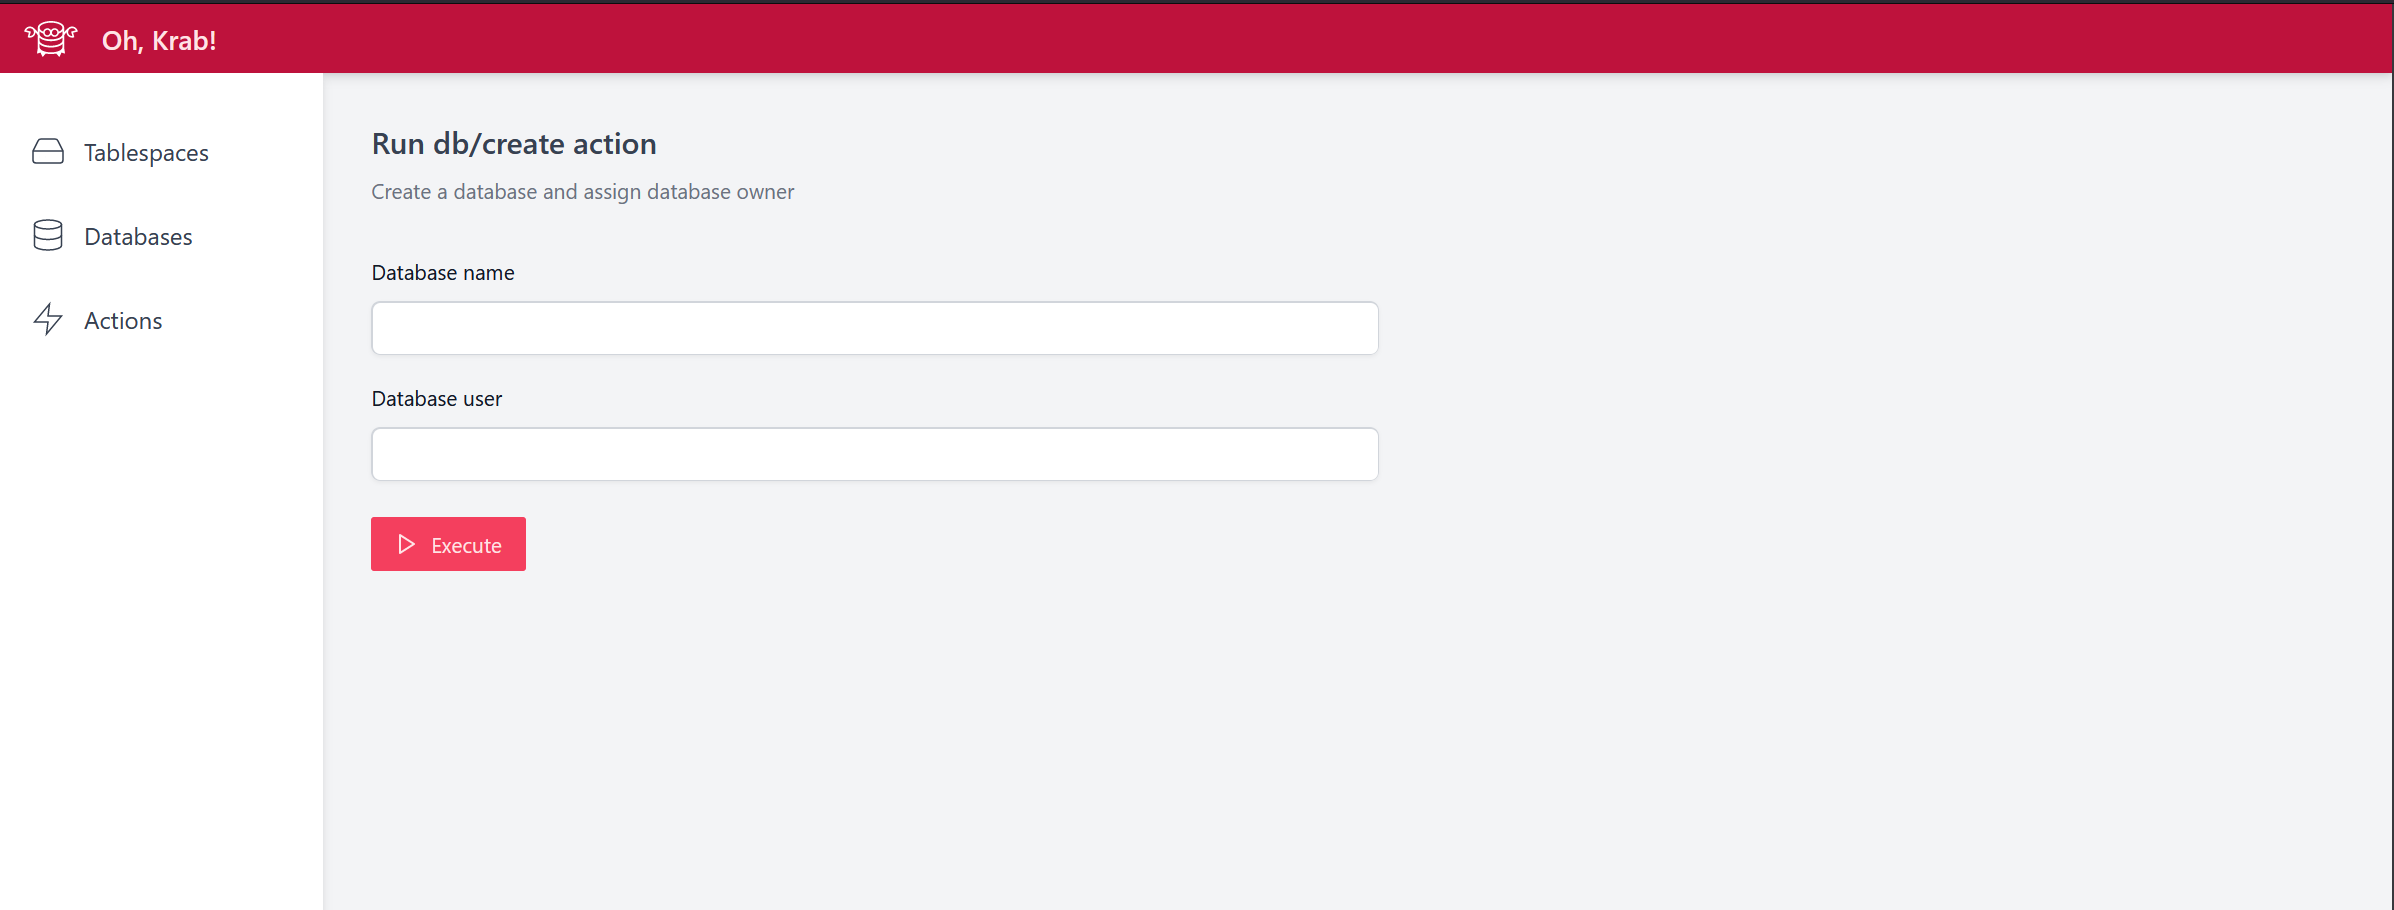 Oh, Krab!
Tablespaces
Databases
Actions
Run db/create action
Create a database and assign database owner
Database name
Database user
Execute